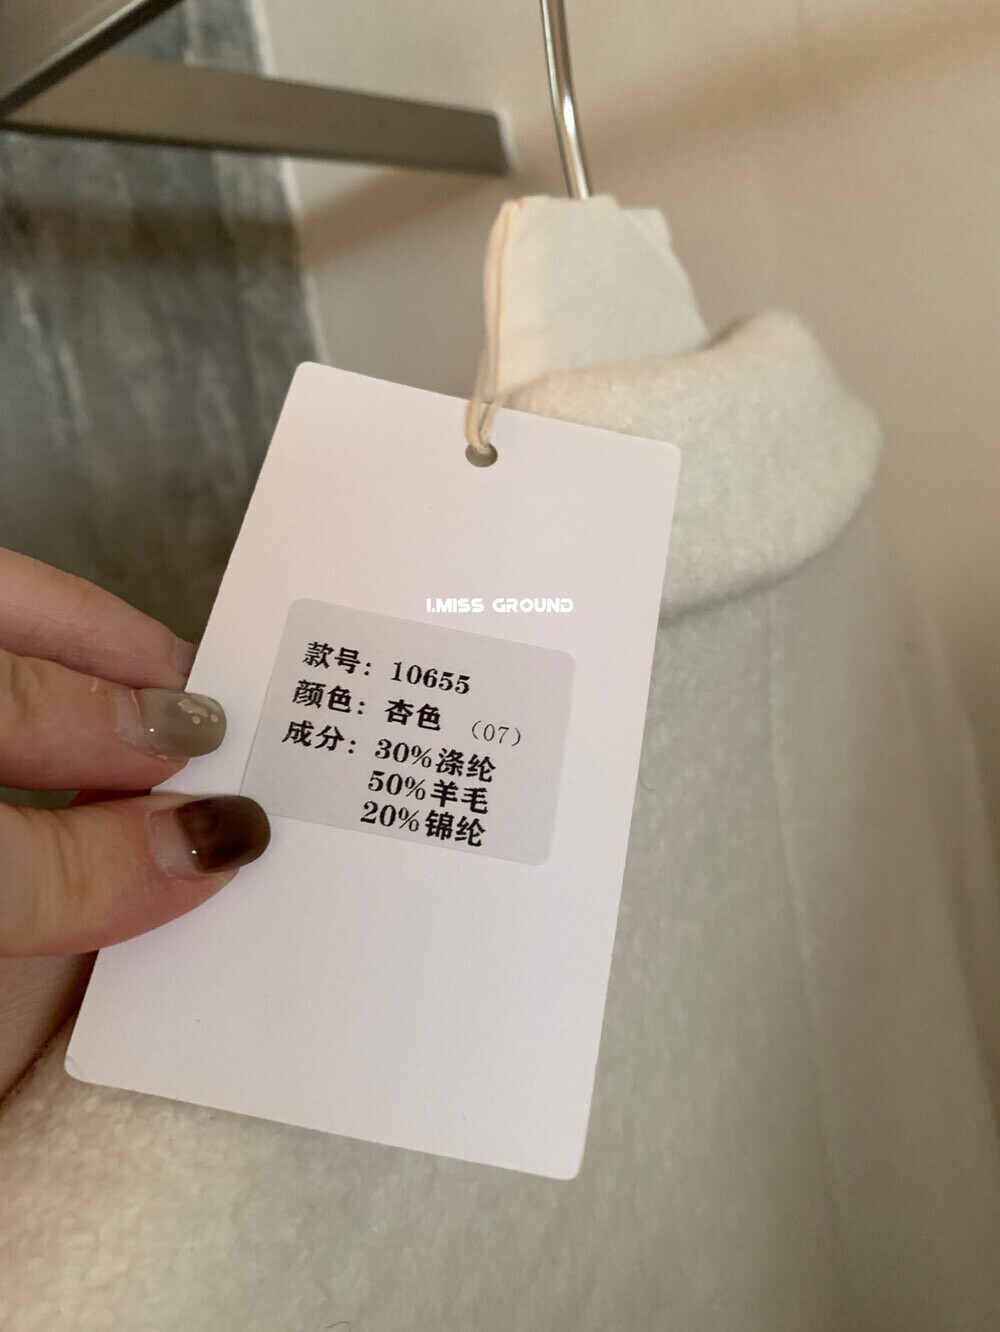 I.MISS GROUND
款号：10655
颜色：杏色 （07）
成分：30%涤纶
50%羊毛
20%锦纶